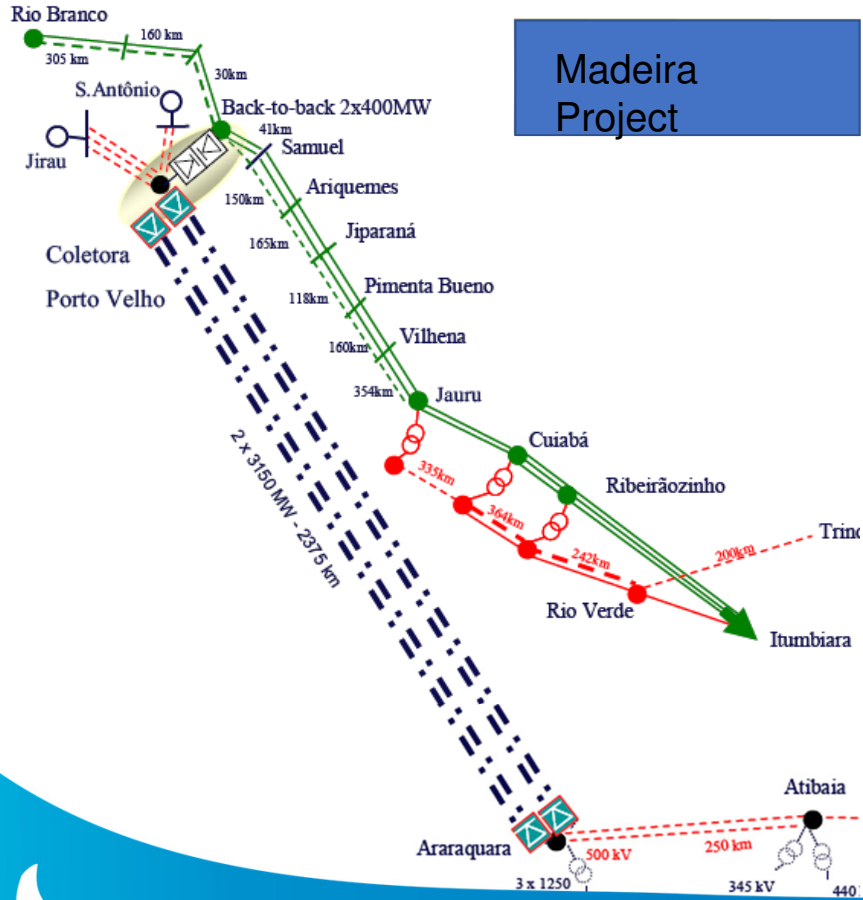 Rio Branco
160 km
305 km
30km
Madeira
Project
S.Antônio
Back-to-back 2x400MW
41km
Samuel
Jirau
150km
Ariquemes
165km
Jiparaná
Coletora
Porto Velho
118km
Pimenta Bueno
160km
Vilhena
354km
Jauru
Cuiabá
335km
Ribeirãozinho
364km
242km
200km
Rio Verde
Itumbiara
2 x 3150 MW - 2375 km
Atibaia
Araraquara
500 kV
250 km
3 x 1250
345 kV
440